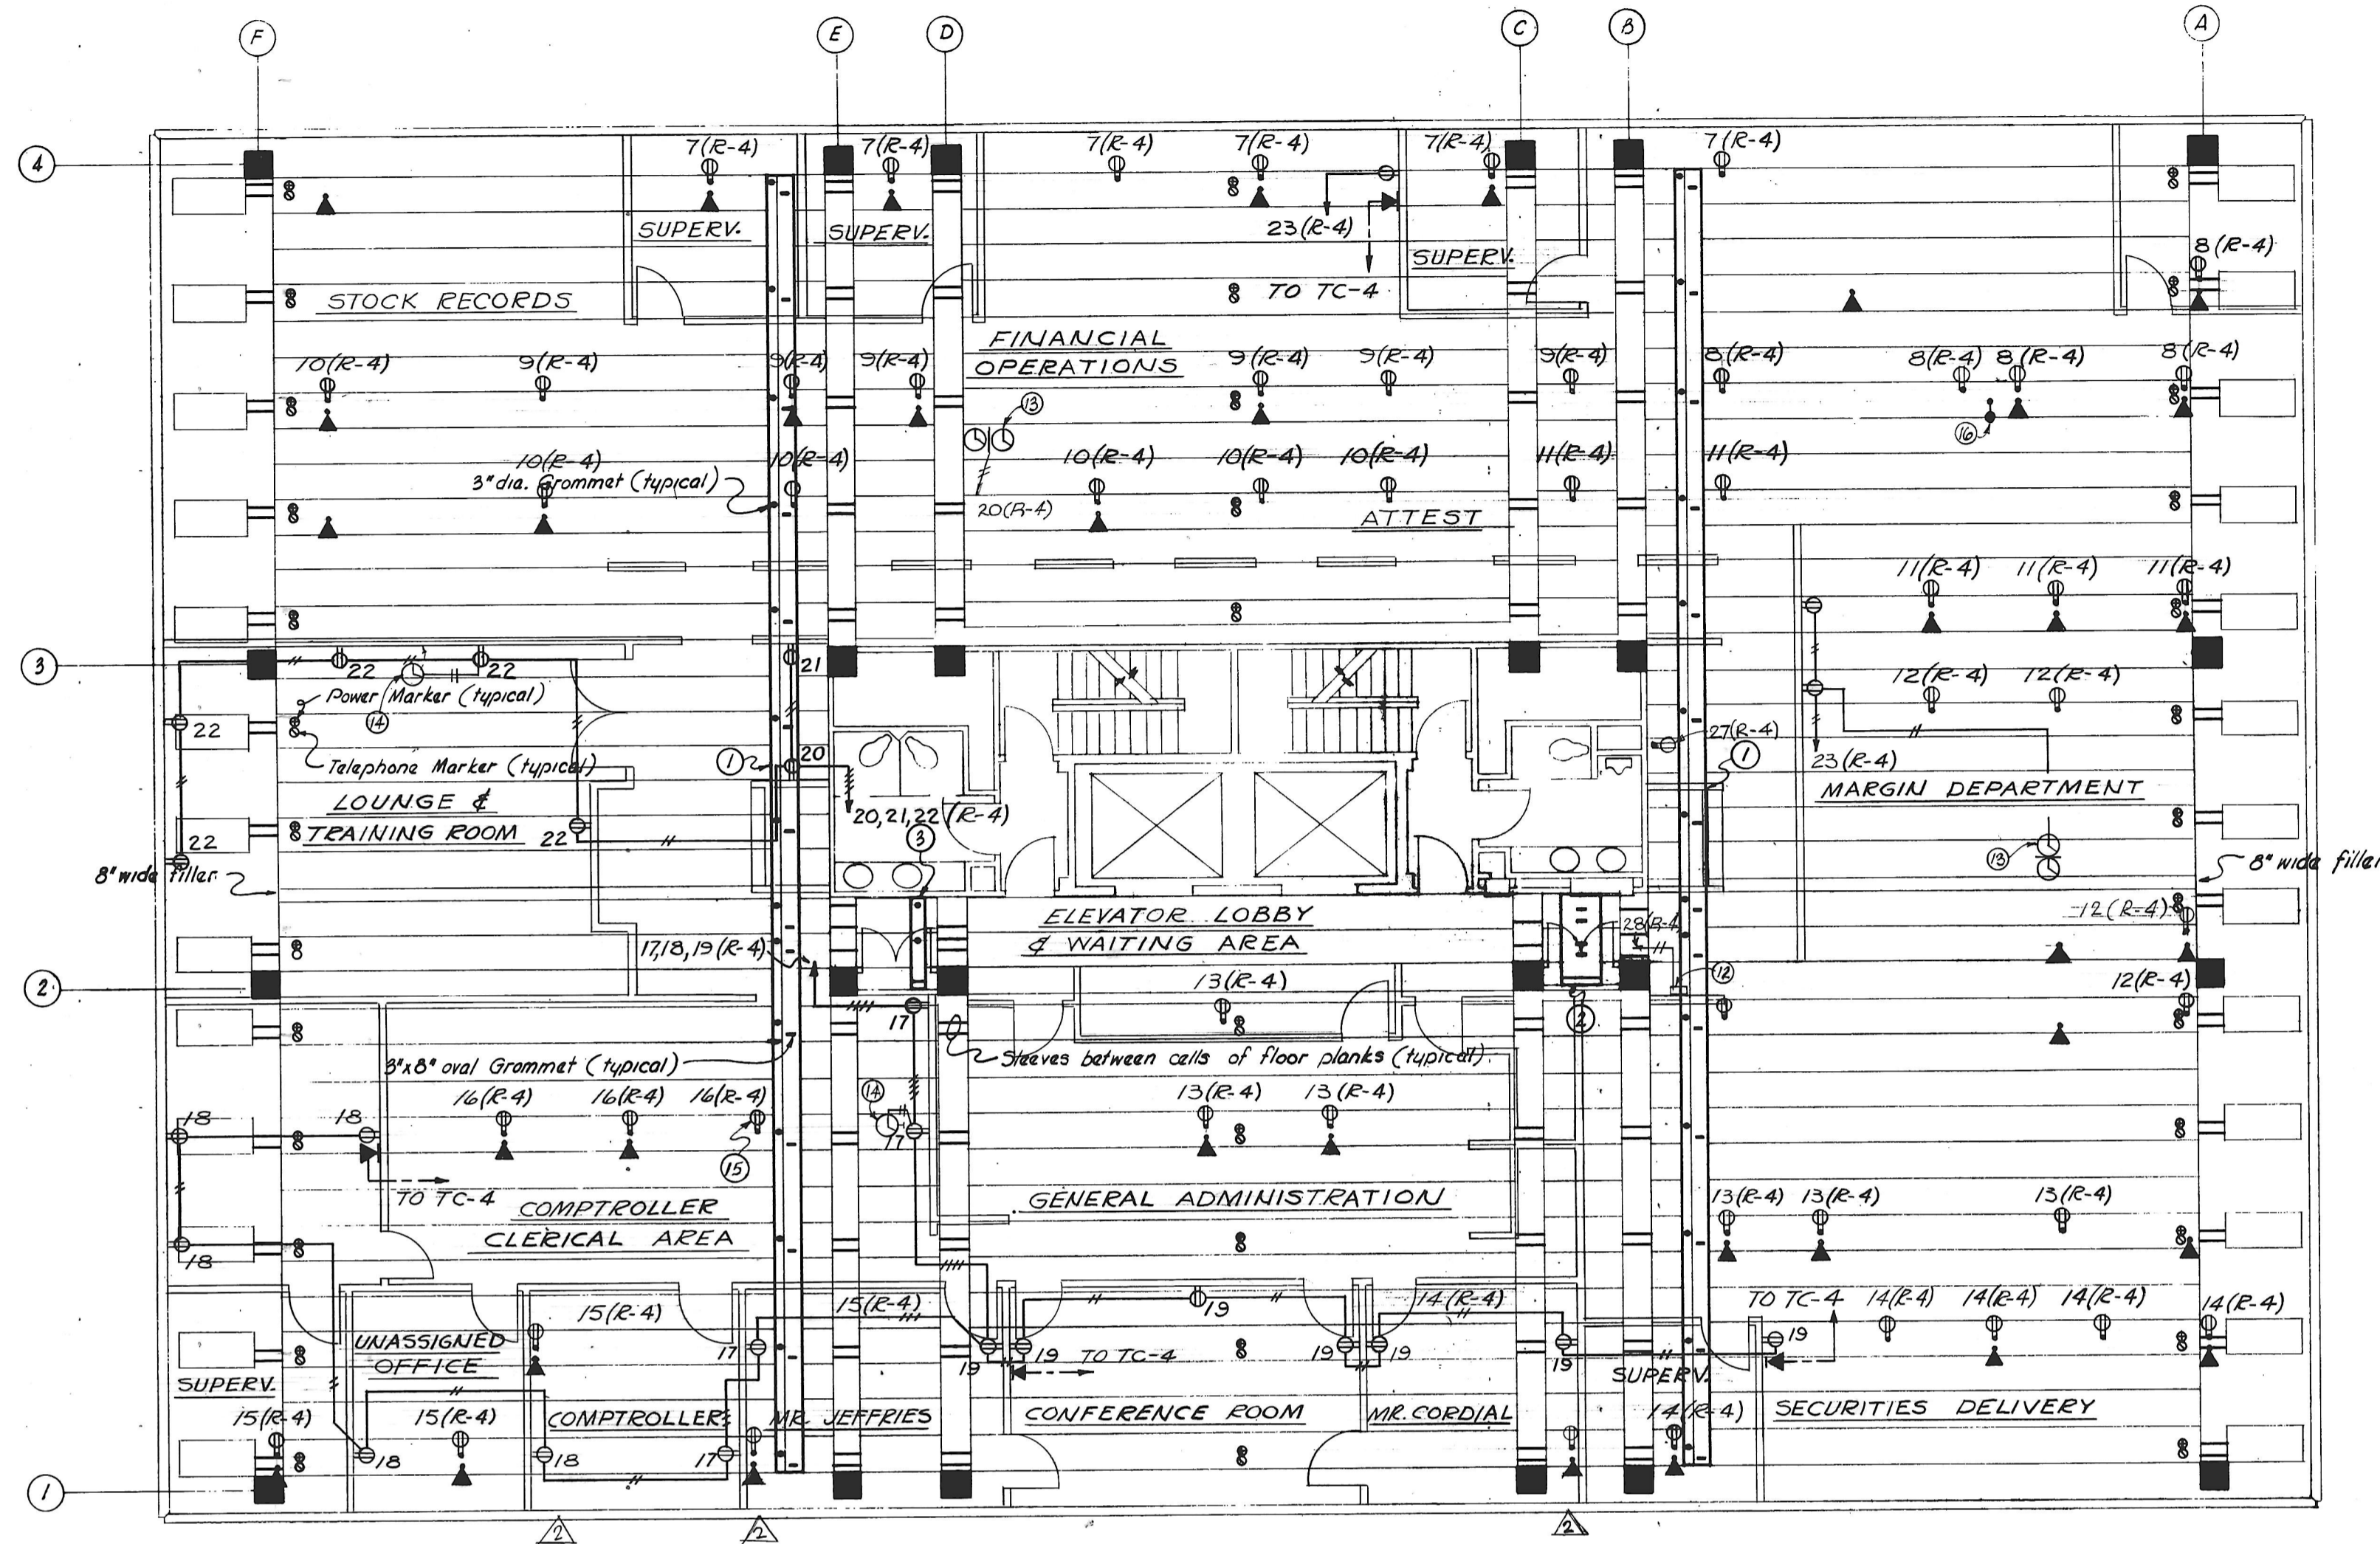 F
E
D
C
B
A
4
7(R-4)
7(R-4)
7(R-4)
7(R-4)
7(R-4)
7(R-4)
SUPERV.
SUPERV.
23(R-4)
SUPERV.
8(R-4)
STOCK RECORDS
TO TC-4
FINANCIAL
OPERATIONS
10(R-4)
9(R-4)
9(R-4)
9(R-4)
9(R-4)
9(R-4)
9(R-4)
8(R-4)
8(R-4)
8(R-4)
8(R-4)
13
16
10(R-4)
10(R-4)
10(R-4)
10(R-4)
10(R-4)
11(R-4)
11(R-4)
3" dia. Grommet (typical)
20(R-4)
ATTEST
11(R-4)
11(R-4)
11(R-4)
3
22
22
21
Power Marker (typical)
14
12(R-4)
12(R-4)
22
27(R-4)
1
20
1
Telephone Marker (typical)
23(R-4)
LOUNGE &
TRAINING ROOM
MARGIN DEPARTMENT
20,21,22 (R-4)
22
22
3
13
8" wide filler
8" wide filler
ELEVATOR LOBBY
& WAITING AREA
12(R-4)
28(R-4
17,18,19 (R-4)
12
2
13(R-4)
12(R-4)
17
2
3"x8" oval Grommet (typical)
Sleeves between cells of floor planks (typical)
16(R-4)
16(R-4)
16(R-4)
14
13(R-4)
13(R-4)
18
18
17
15
TO TC-4
COMPTROLLER
CLERICAL AREA
GENERAL ADMINISTRATION
13(R-4)
13(R-4)
13(R-4)
18
15(R-4)
15(R-4)
19
14(R-4)
TO TC-4
14(R-4)
14(R-4)
14(R-4)
14(R-4)
UNASSIGNED
OFFICE
17
19
19
TO TC-4
19
19
19
19
SUPERV.
SUPERV.
15(R-4)
15(R-4)
COMPTROLLER
MR. JEFFRIES
CONFERENCE ROOM
MR. CORDIAL
14(R-4)
SECURITIES DELIVERY
18
18
17
1
2
2
2